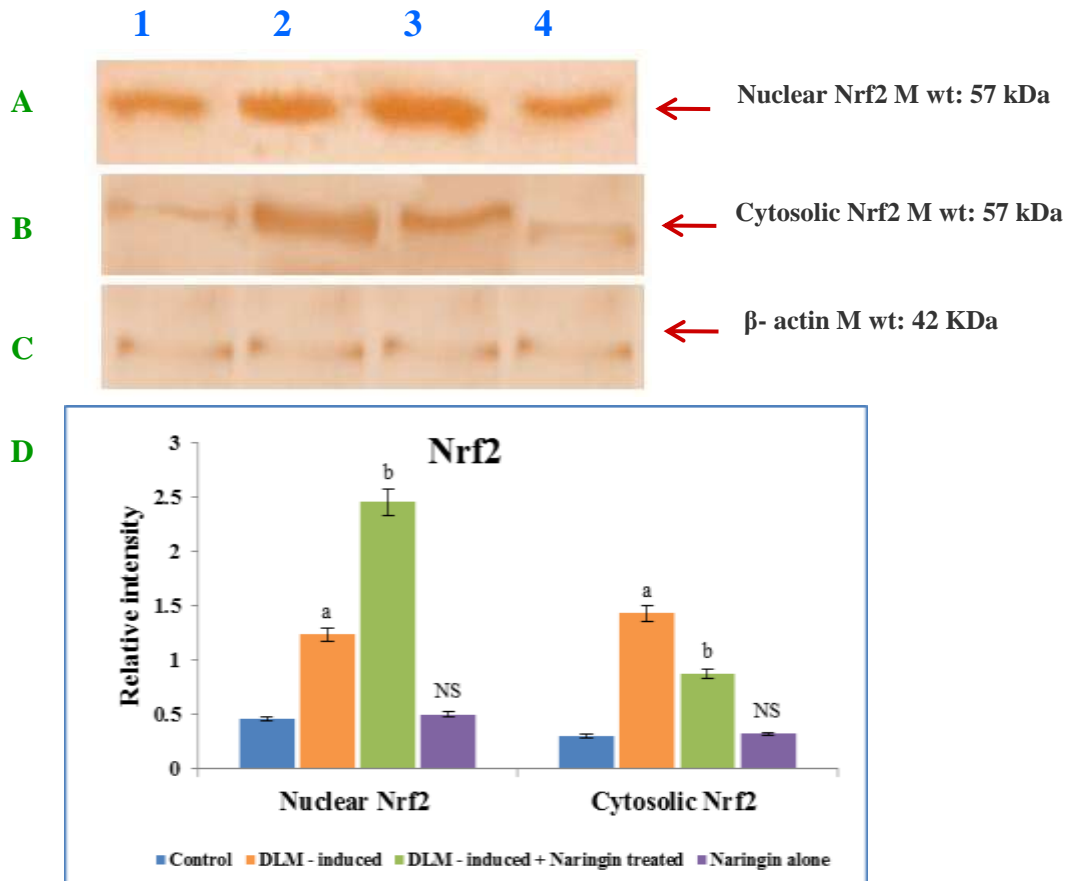 1 2 3 4
A
Nuclear Nrf2 M wt: 57 kDa
B
Cytosolic Nrf2 M wt: 57 kDa
C
β- actin M wt: 42 KDa
D
Nrf2
Relative intensity
3
2.5
2
1.5
1
0.5
0
a
b
NS
a
b
NS
Nuclear Nrf2
Cytosolic Nrf2
Control DLM - induced DLM - induced + Naringin treated Naringin alone